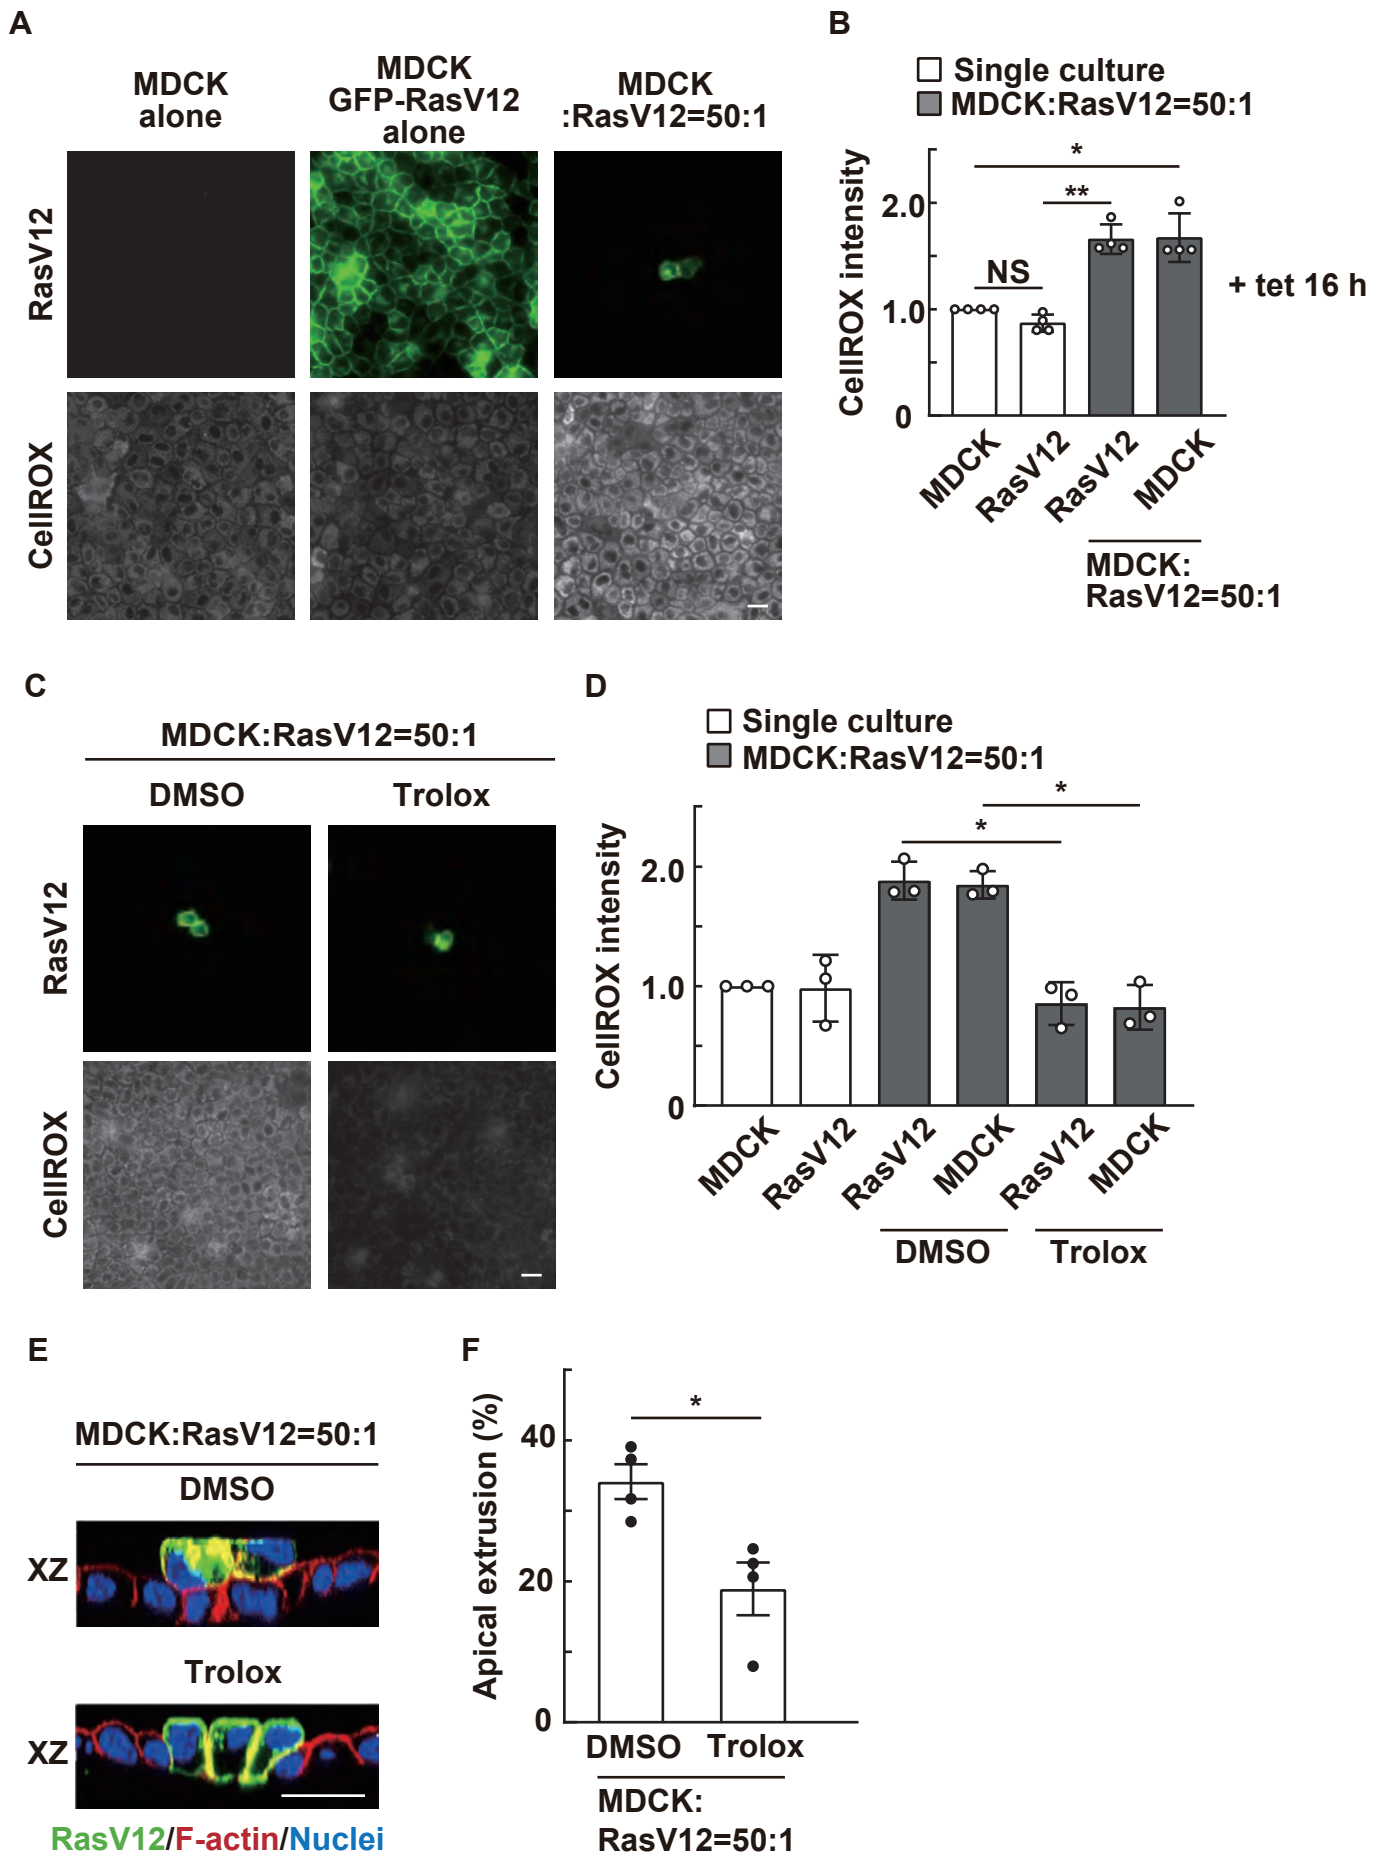 A
MDCK
alone
MDCK
GFP-RasV12
alone
MDCK
:RasV12=50:1
RasV12
CellROX
B
Single culture
MDCK:RasV12=50:1
CellROX intensity
2.0
1.0
0
*
**
NS
+ tet 16 h
MDCK
RasV12
RasV12
MDCK
MDCK:
RasV12=50:1
C
MDCK:RasV12=50:1
DMSO
Trolox
RasV12
CellROX
D
Single culture
MDCK:RasV12=50:1
CellROX intensity
2.0
1.0
0
*
*
MDCK
RasV12
RasV12
MDCK
RasV12
MDCK
DMSO
Trolox
E
MDCK:RasV12=50:1
DMSO
XZ
Trolox
XZ
RasV12/F-actin/Nuclei
F
Apical extrusion (%)
40
20
0
*
DMSO
Trolox
MDCK:
RasV12=50:1